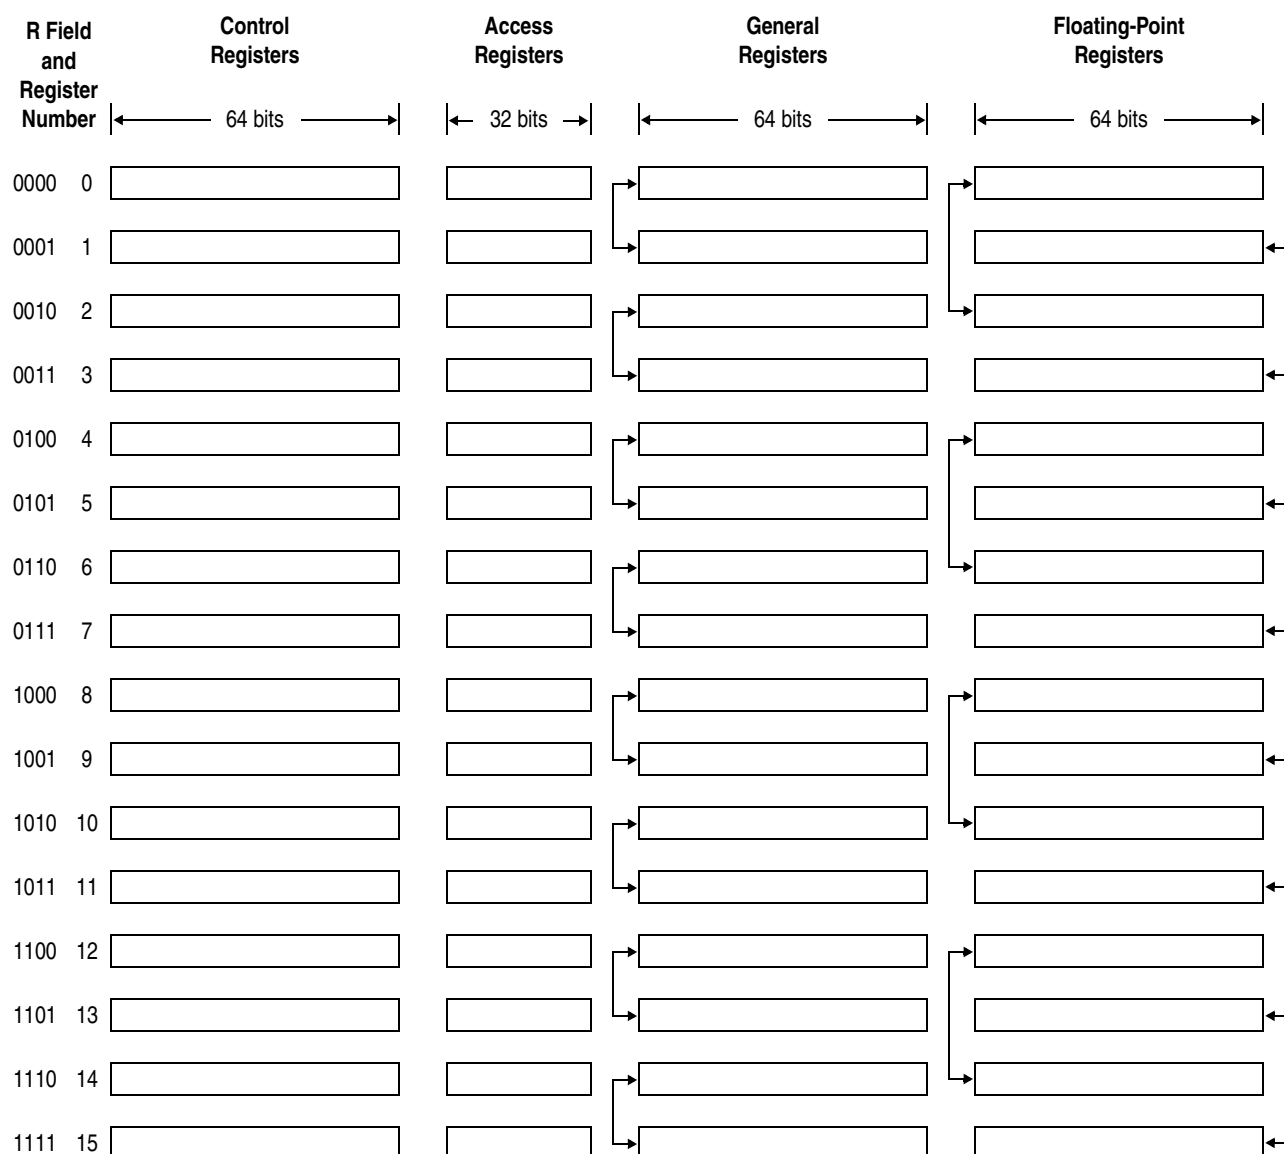 R Field
and
Register
Number
Control
Registers
Access
Registers
General
Registers
Floating-Point
Registers
64 bits
32 bits
64 bits
64 bits
0000 0
0001 1
0010 2
0011 3
0100 4
0101 5
0110 6
0111 7
1000 8
1001 9
1010 10
1011 11
1100 12
1101 13
1110 14
1111 15